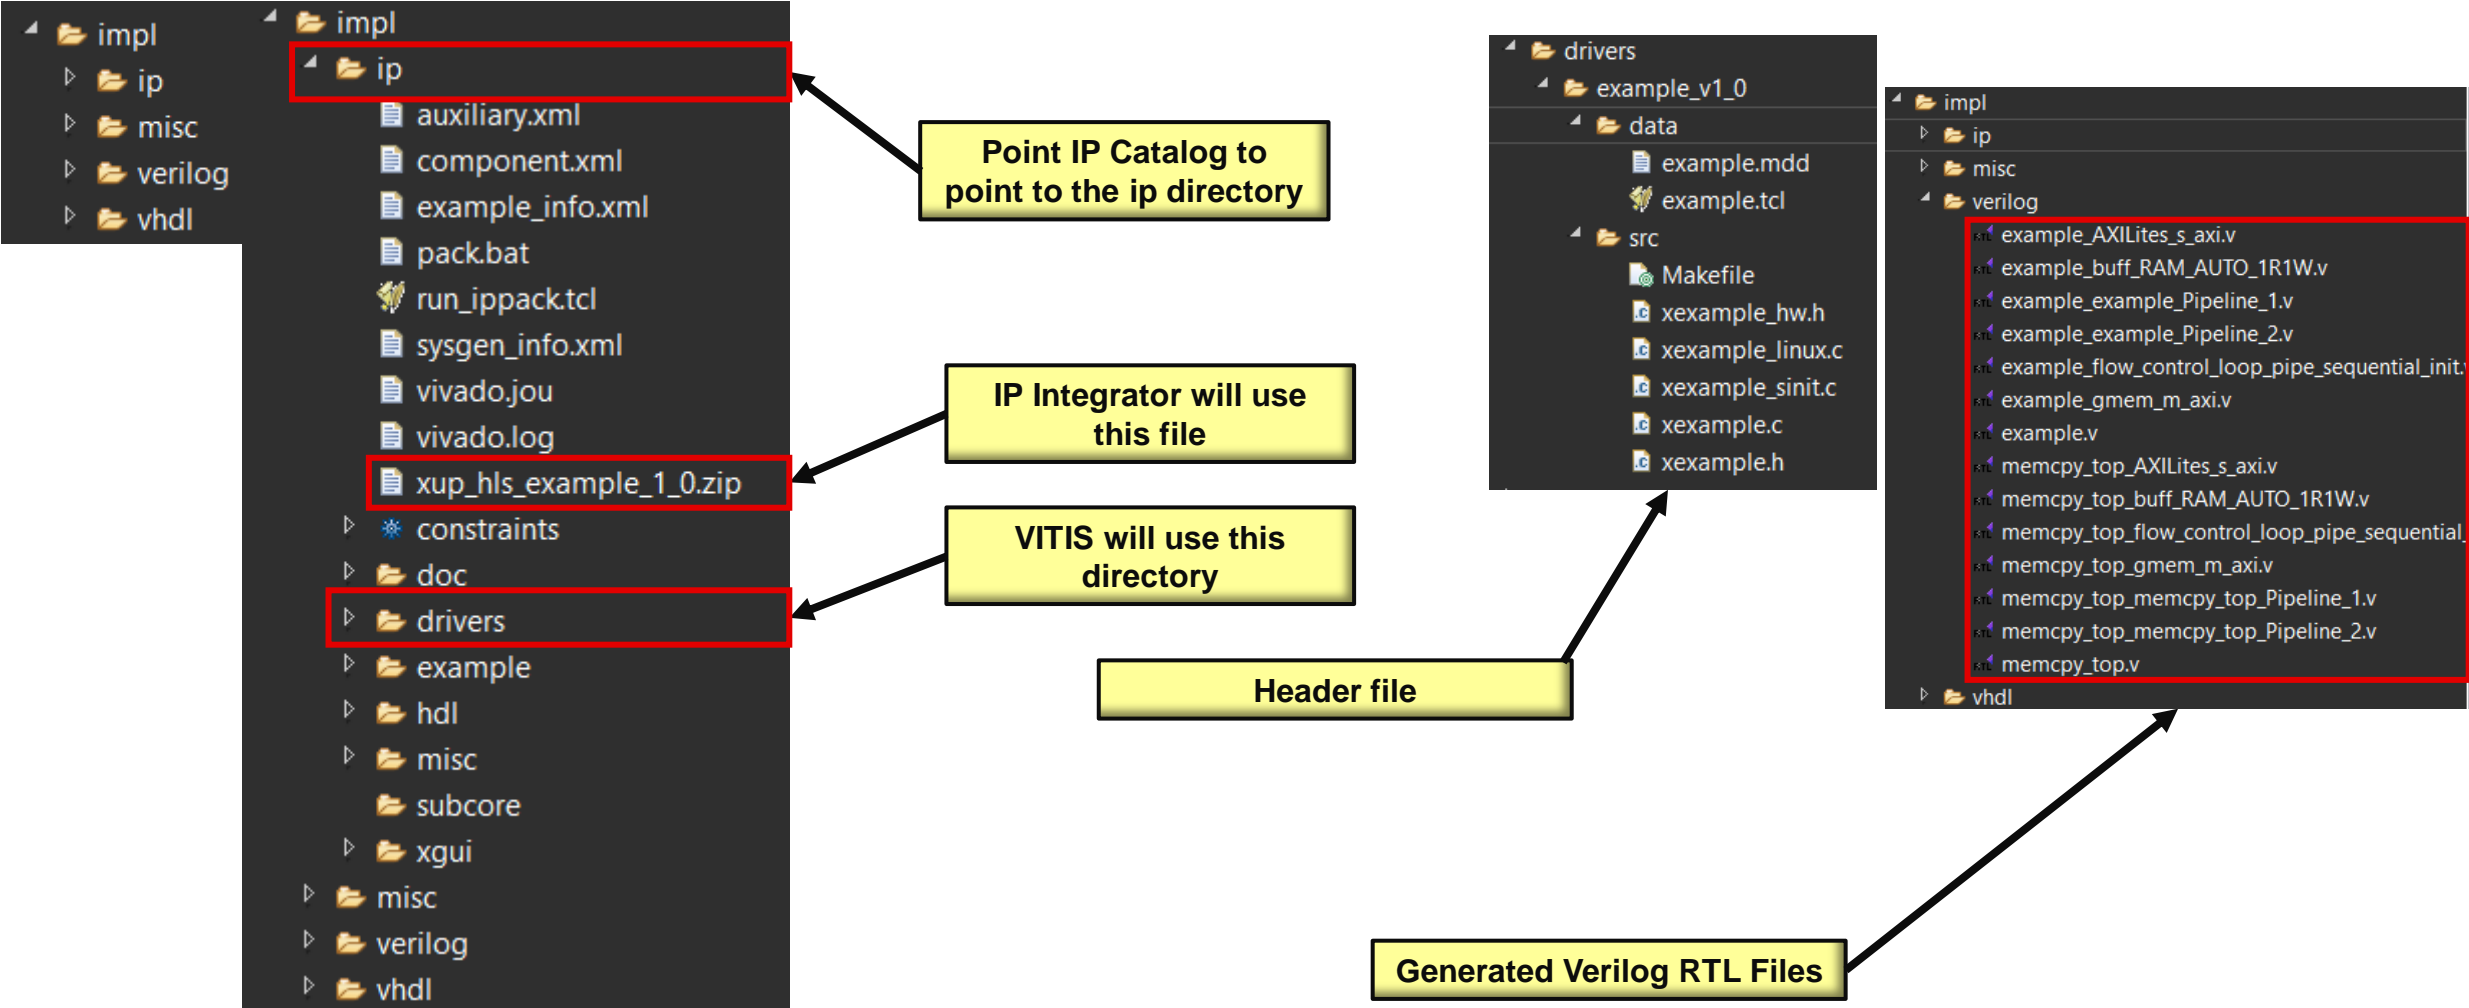 impl
ip
misc
verilog
vhdl
impl
ip
auxiliary.xml
component.xml
example_info.xml
pack.bat
run_ippack.tcl
sysgen_info.xml
vivado.jou
vivado.log
xup_hls_example_1_0.zip
constraints
doc
drivers
example
hdl
misc
subcore
xgui
misc
verilog
vhdl
Point IP Catalog to
point to the ip directory
IP Integrator will use
this file
VITIS will use this
directory
drivers
example_v1_0
data
example.mdd
example.tcl
src
Makefile
xexample_hw.h
xexample_linux.c
xexample_sinit.c
xexample.c
xexample.h
Header file
impl
ip
misc
verilog
example_AXILites_s_axi.v
example_buff_RAM_AUTO_1R1W.v
example_example_Pipeline_1.v
example_example_Pipeline_2.v
example_flow_control_loop_pipe_sequential_init.v
example_gmem_m_axi.v
example.v
memcpy_top_AXILites_s_axi.v
memcpy_top_buff_RAM_AUTO_1R1W.v
memcpy_top_flow_control_loop_pipe_sequential_
memcpy_top_gmem_m_axi.v
memcpy_top_memcpy_top_Pipeline_1.v
memcpy_top_memcpy_top_Pipeline_2.v
memcpy_top.v
vhdl
Generated Verilog RTL Files